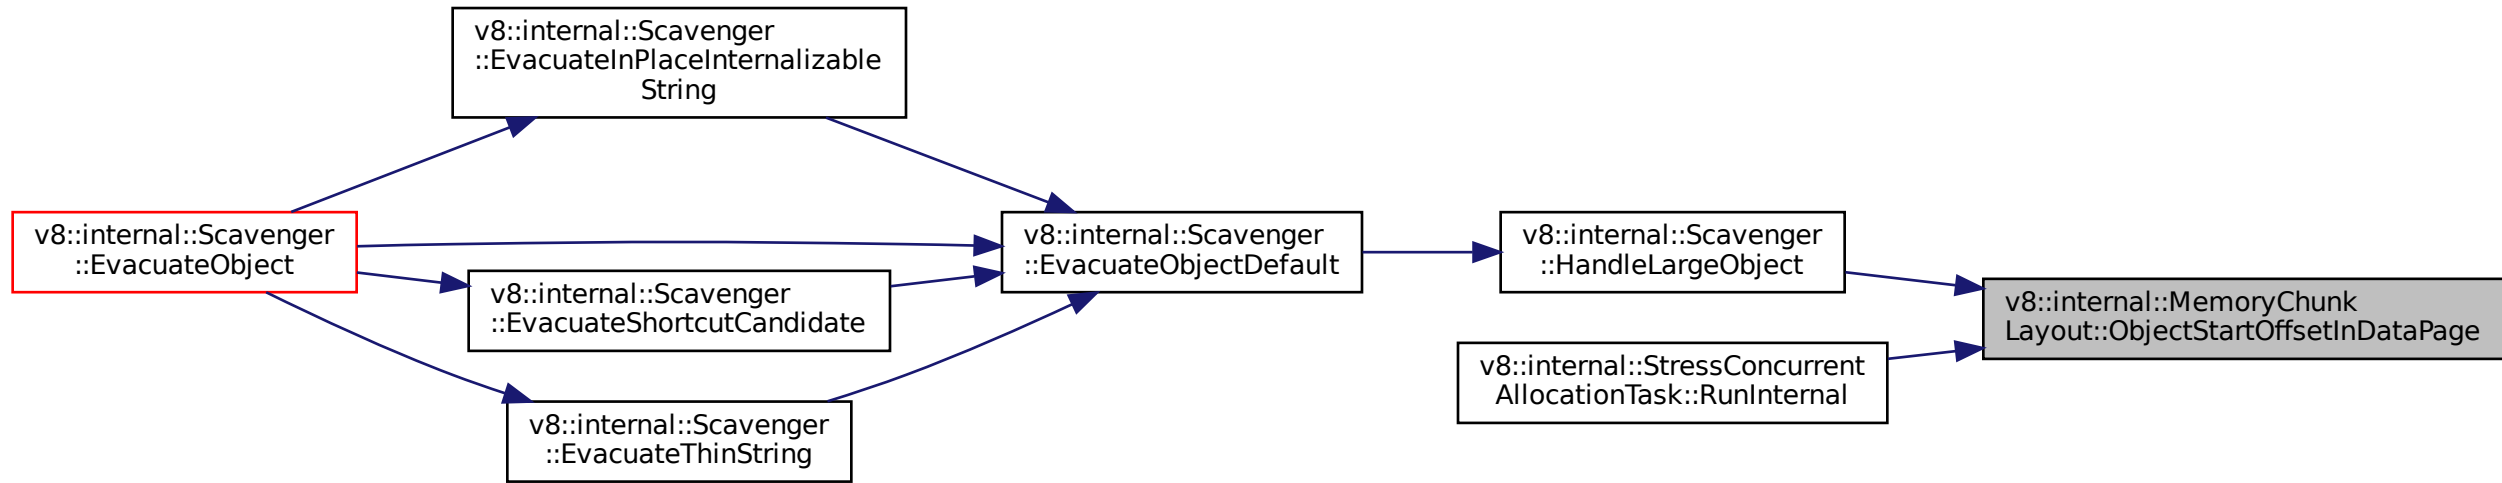 v8::internal::Scavenger
::EvacuateInPlaceInternalizable
String
v8::internal::Scavenger
::EvacuateObject
v8::internal::Scavenger
::EvacuateShortcutCandidate
v8::internal::Scavenger
::EvacuateThinString
v8::internal::Scavenger
::EvacuateObjectDefault
v8::internal::Scavenger
::HandleLargeObject
v8::internal::StressConcurrent
AllocationTask::RunInternal
v8::internal::MemoryChunk
Layout::ObjectStartOffsetInDataPage